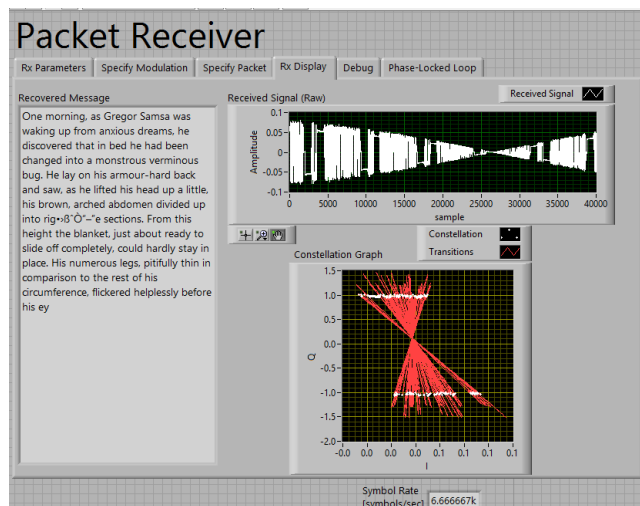 Packet Receiver
Rx Parameters
Specify Modulation
Specify Packet
Rx Display
Debug
Phase-Locked Loop
Recovered Message
One morning, as Gregor Samsa was
waking up from anxious dreams, he
discovered that in bed he had been
changed into a monstrous verminous
bug. He lay on his armour-hard back
and saw, as he lifted his head up a little,
his brown, arched abdomen divided up
into rig•›ß˜Ò˝–˝e sections. From this
height the blanket, just about ready to
slide off completely, could hardly stay in
place. His numerous legs, pitifully thin in
comparison to the rest of his
circumference, flickered helplessly before
his ey
Received Signal (Raw)
Received Signal
Amplitude
0.1
0.05
0
-0.05
-0.1
0 5000 10000 15000 20000 25000 30000 35000 40000
sample
Constellation
Transitions
Constellation Graph
Q
1.5
1.0
0.5
0.0
-0.5
-1.0
-1.5
-2.0
-0.0 0.0 0.0 0.0 0.1 0.1 0.1 0.1
I
Symbol Rate
[symbols/sec]
6.666667k